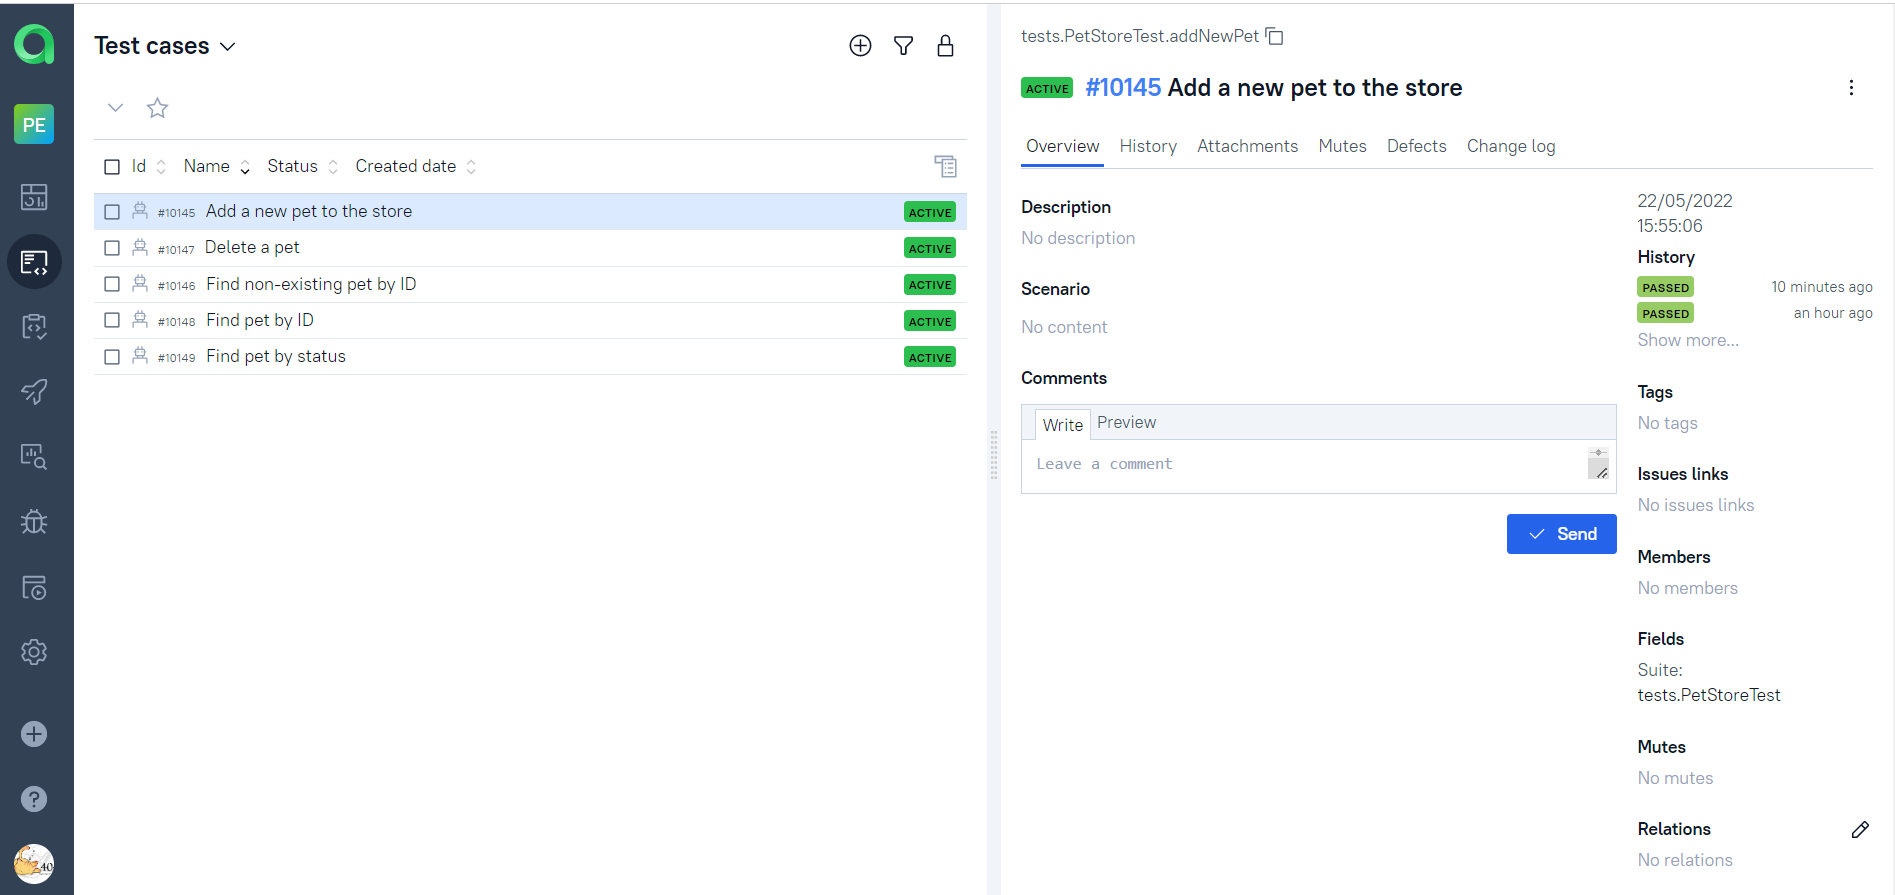 PE
Test cases
Id Name Status Created date
#10145 Add a new pet to the store ACTIVE
#10147 Delete a pet ACTIVE
#10146 Find non-existing pet by ID ACTIVE
#10148 Find pet by ID ACTIVE
#10149 Find pet by status ACTIVE
40
tests.PetStoreTest.addNewPet
ACTIVE #10145 Add a new pet to the store
Overview History Attachments Mutes Defects Change log
Description
No description
Scenario
No content
Comments
Write Preview
Leave a comment
Send
22/05/2022
15:55:06
History
PASSED 10 minutes ago
PASSED an hour ago
Show more...
Tags
No tags
Issues links
No issues links
Members
No members
Fields
Suite:
tests.PetStoreTest
Mutes
No mutes
Relations
No relations